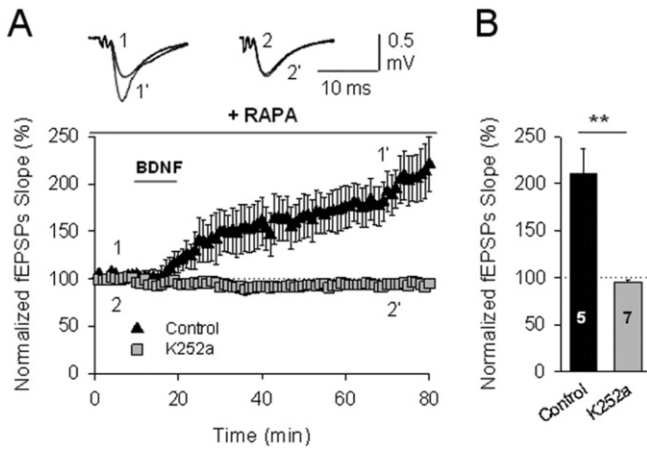 A
B
1
1'
2
2'
0.5
mV
10 ms
+ RAPA
BDNF
Normalized fEPSPs Slope (%)
250
200
150
100
50
0
1
2
1'
2'
Control
K252a
0
20
40
60
80
Time (min)
Normalized fEPSPs Slope (%)
250
200
150
100
50
0
**
5
7
Control
K252a